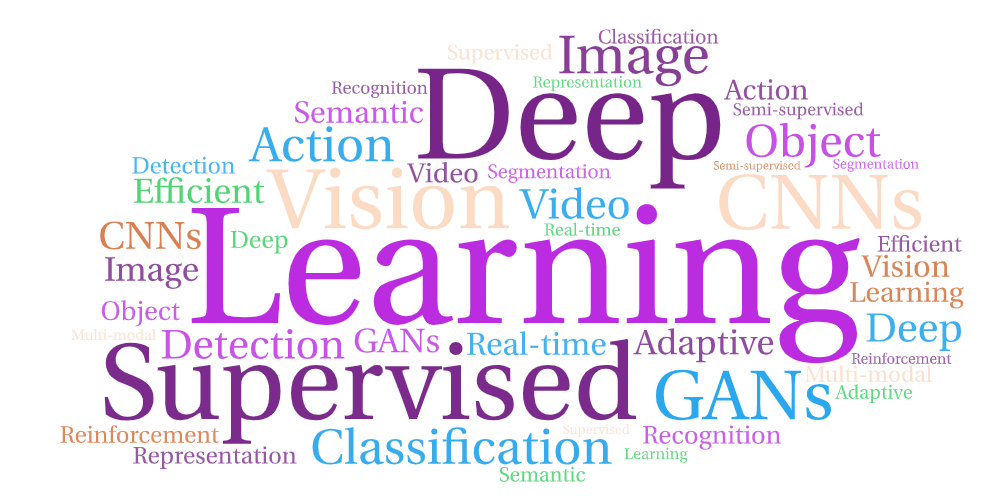 Classification
Supervised
Image
Representation
Recognition
Deep
Action
Semantic
Semi-supervised
Action
Object
Detection
Video
Segmentation
Semi-supervised
Segmentation
Efficient
Vision
Video
CNNs
CNNs
Deep
Learning
Real-time
Efficient
Image
Vision
Learning
Object
Multi-modal
Detection
GANs
Real-time
Adaptive
Deep
Reinforcement
Supervised
GANs
Multi-modal
Adaptive
Reinforcement
Classification
Supervised
Recognition
Representation
Learning
Semantic